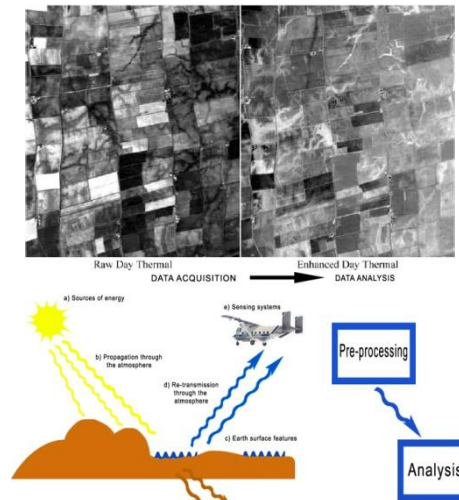 Raw Day Thermal
Enhanced Day Thermal
DATA ACQUISITION
DATA ANALYSIS
a) Sources of energy
e) Sensing systems
b) Propagation through
the atmosphere
Pre-processing
d) Re-transmission
through the
atmosphere
c) Earth surface features
Analysis